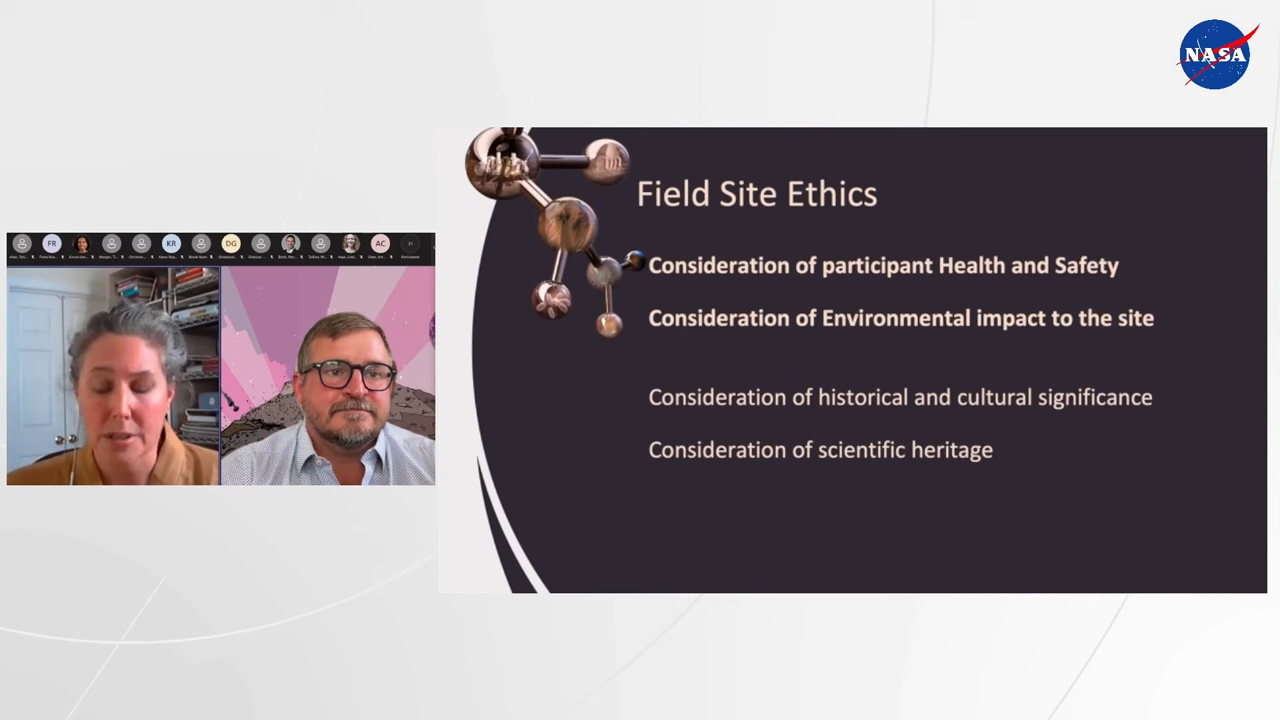 NASA
FR
KR
DG
AC
Field Site Ethics
Consideration of participant Health and Safety
Consideration of Environmental impact to the site
Consideration of historical and cultural significance
Consideration of scientific heritage